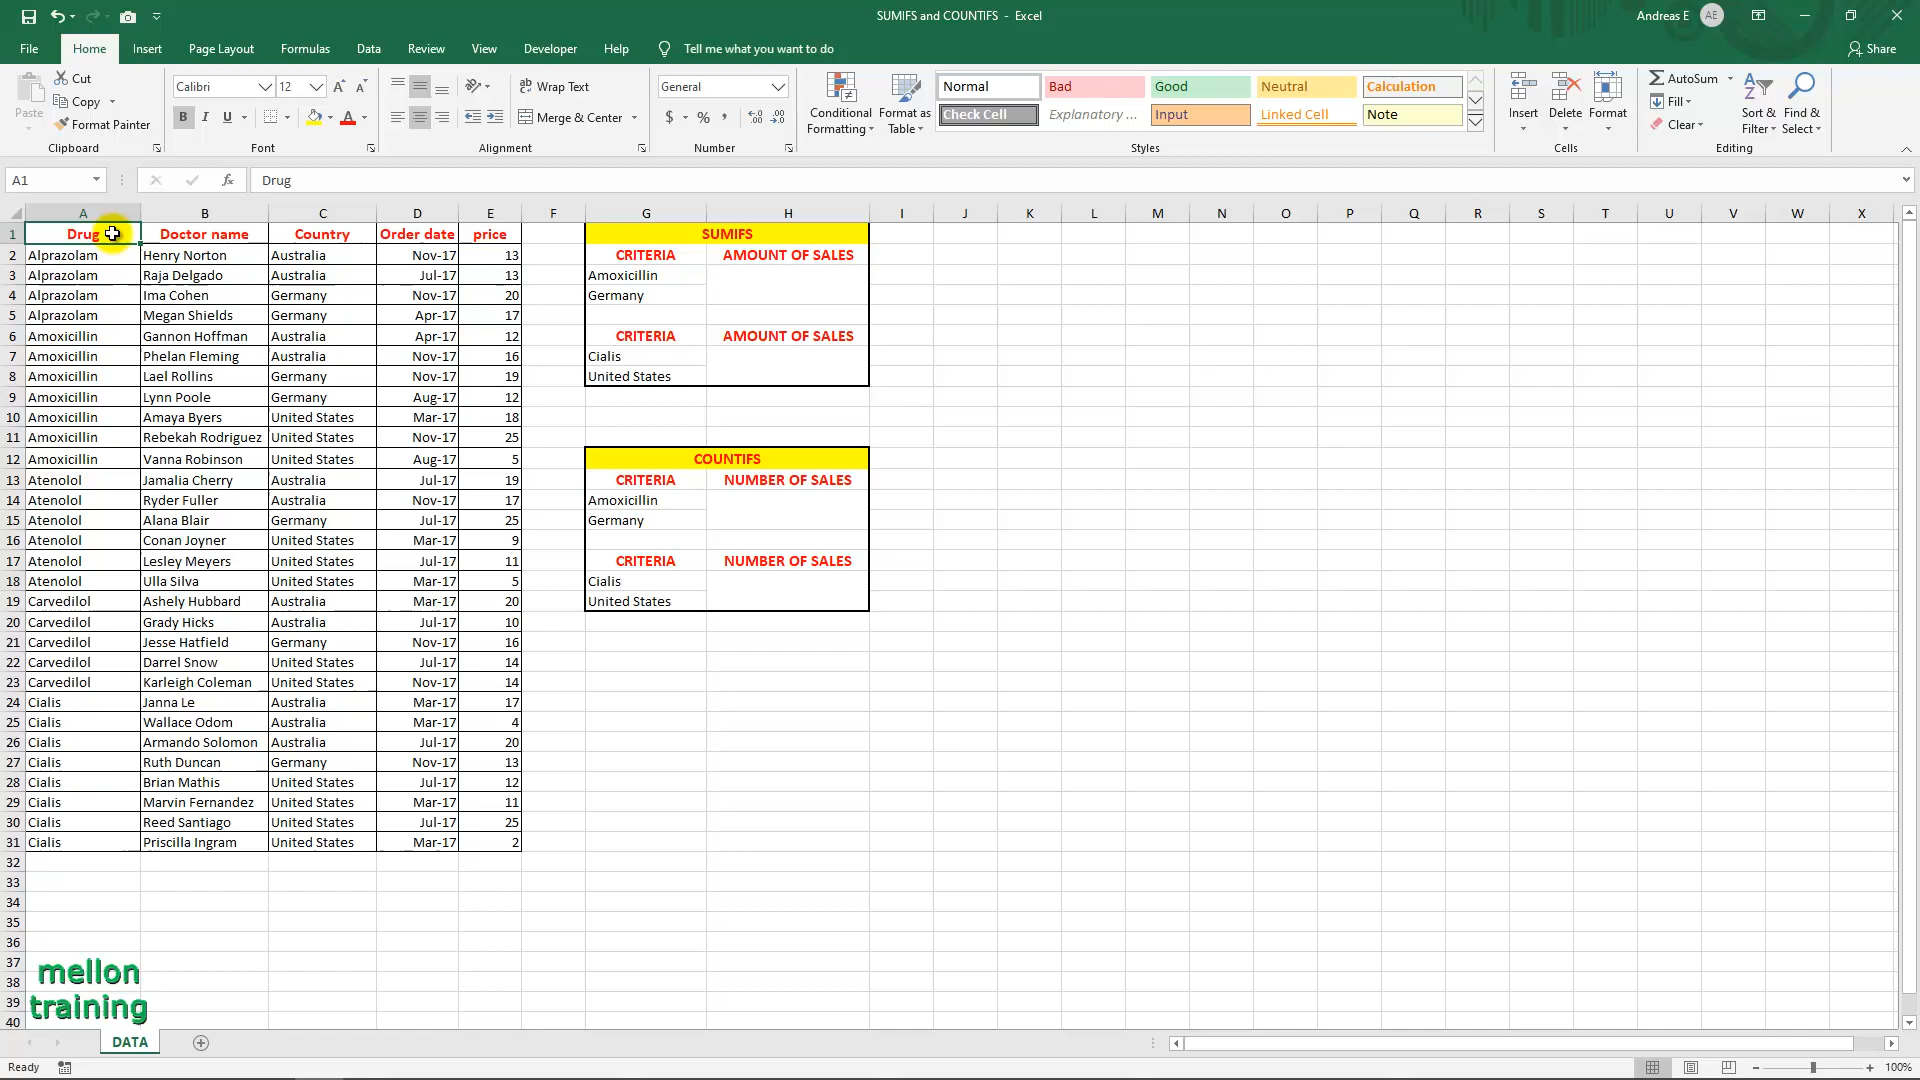 SUMIFS and COUNTIFS - Excel
Andreas E AE
File Home Insert Page Layout Formulas Data Review View Developer Help Tell me what you want to do Share
Paste Cut Copy Format Painter Clipboard
Calibri 12 B I U A Font
Wrap Text Merge & Center Alignment
General $ % , Number
Conditional Formatting Format as Table
Normal Bad Good Neutral Calculation
Check Cell Explanatory ... Input Linked Cell Note
Styles
Insert Delete Format Cells
AutoSum Fill Clear Sort & Filter Find & Select Editing
A1 fx Drug
A B C D E F G H I J K L M N O P Q R S T U V W X
1 Drug Doctor name Country Order date price SUMIFS
2 Alprazolam Henry Norton Australia Nov-17 13 CRITERIA AMOUNT OF SALES
3 Alprazolam Raja Delgado Australia Jul-17 13 Amoxicillin
4 Alprazolam Ima Cohen Germany Nov-17 20 Germany
5 Alprazolam Megan Shields Germany Apr-17 17
6 Amoxicillin Gannon Hoffman Australia Apr-17 12 CRITERIA AMOUNT OF SALES
7 Amoxicillin Phelan Fleming Australia Nov-17 16 Cialis
8 Amoxicillin Lael Rollins Germany Nov-17 19 United States
9 Amoxicillin Lynn Poole Germany Aug-17 12
10 Amoxicillin Amaya Byers United States Mar-17 18
11 Amoxicillin Rebekah Rodriguez United States Nov-17 25
12 Amoxicillin Vanna Robinson United States Aug-17 5 COUNTIFS
13 Atenolol Jamalia Cherry Australia Jul-17 19 CRITERIA NUMBER OF SALES
14 Atenolol Ryder Fuller Australia Nov-17 17 Amoxicillin
15 Atenolol Alana Blair Germany Jul-17 25 Germany
16 Atenolol Conan Joyner United States Mar-17 9
17 Atenolol Lesley Meyers United States Jul-17 11 CRITERIA NUMBER OF SALES
18 Atenolol Ulla Silva United States Mar-17 5 Cialis
19 Carvedilol Ashely Hubbard Australia Mar-17 20 United States
20 Carvedilol Grady Hicks Australia Jul-17 10
21 Carvedilol Jesse Hatfield Germany Nov-17 16
22 Carvedilol Darrel Snow United States Jul-17 14
23 Carvedilol Karleigh Coleman United States Nov-17 14
24 Cialis Janna Le Australia Mar-17 17
25 Cialis Wallace Odom Australia Mar-17 4
26 Cialis Armando Solomon Australia Jul-17 20
27 Cialis Ruth Duncan Germany Nov-17 13
28 Cialis Brian Mathis United States Jul-17 12
29 Cialis Marvin Fernandez United States Mar-17 11
30 Cialis Reed Santiago United States Jul-17 25
31 Cialis Priscilla Ingram United States Mar-17 2
32
33
34
35
36
37
38
39
40
mellon
training
DATA
Ready 100%